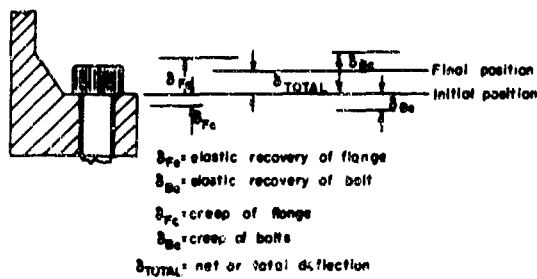 δBc
Final position
δFe
δTOTAL
Initial position
δFc
δBe
δFe = elastic recovery of flange
δBe = elastic recovery of bolt
δFc = creep of flange
δBc = creep of bolts
δTOTAL = net or total deflection